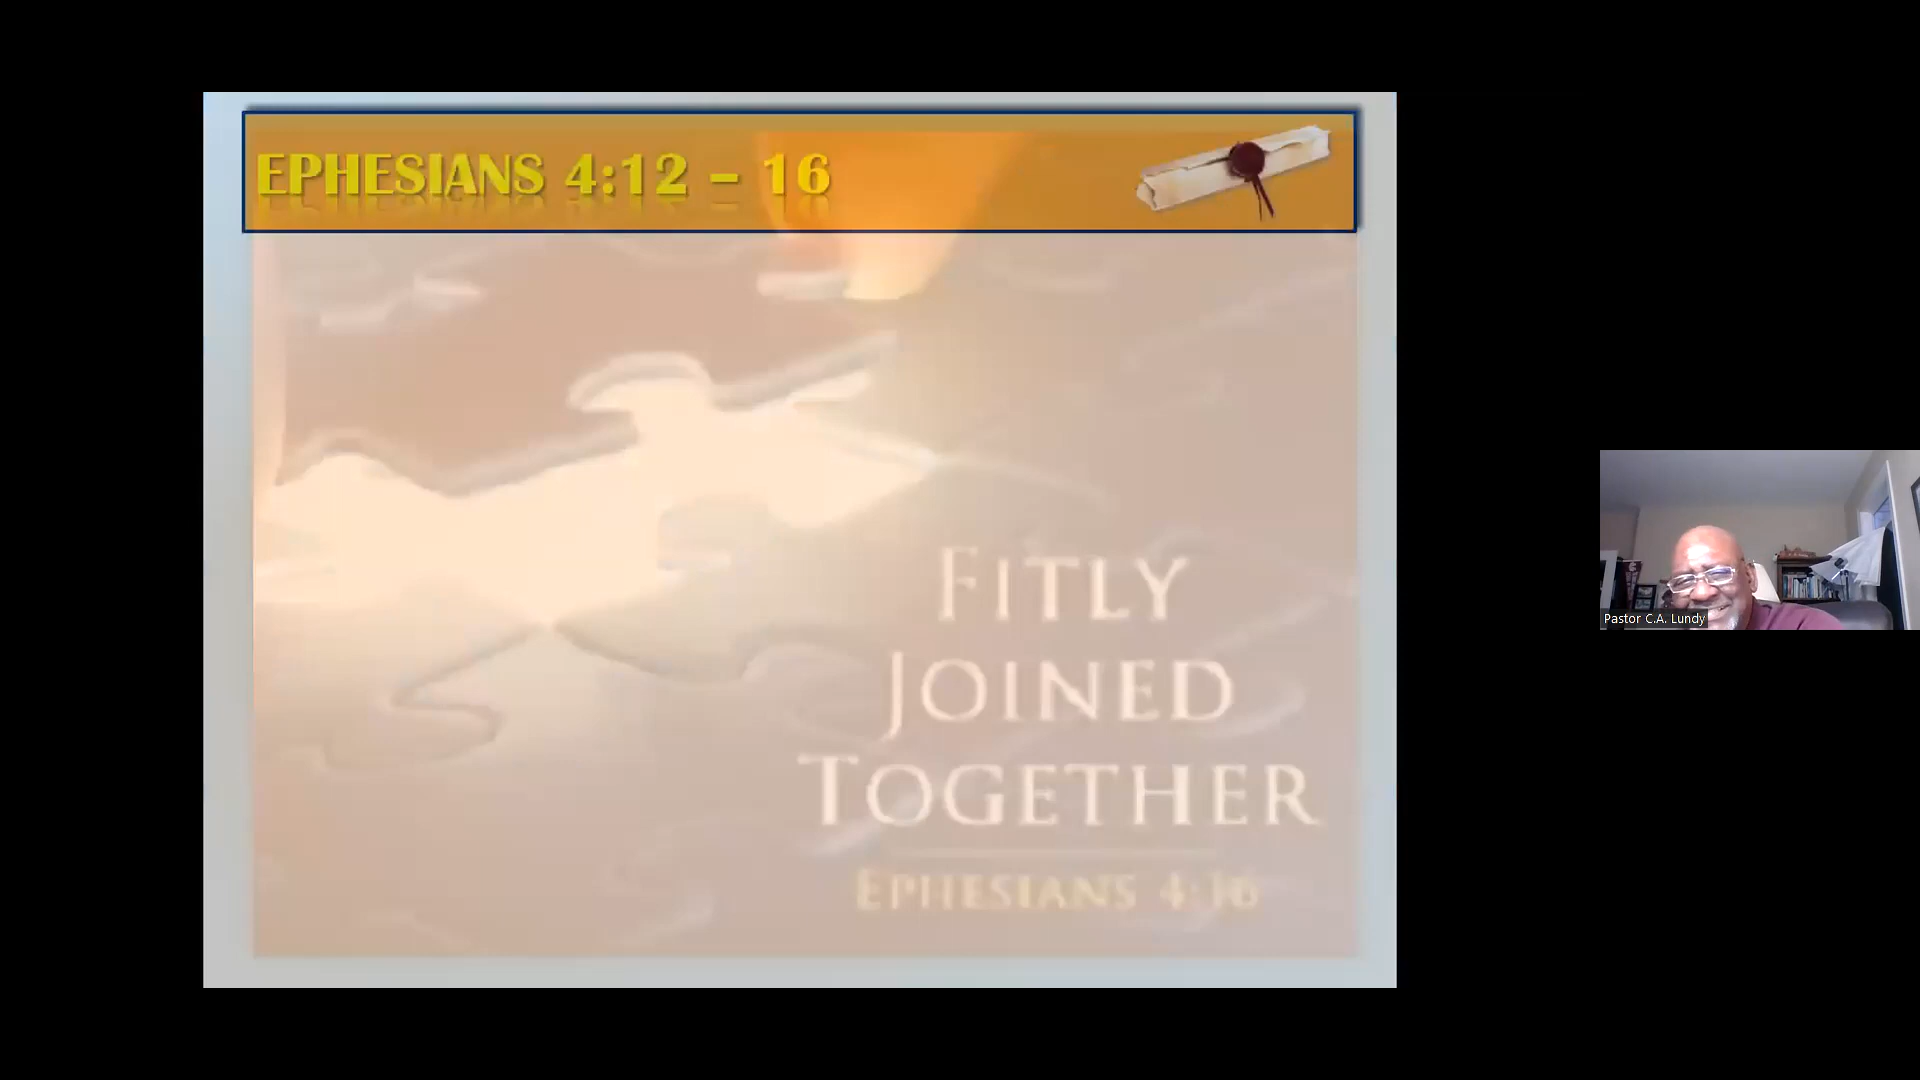 EPHESIANS 4:12 – 16
FITLY
JOINED
TOGETHER
EPHESIANS 4:16
Pastor C.A. Lundy